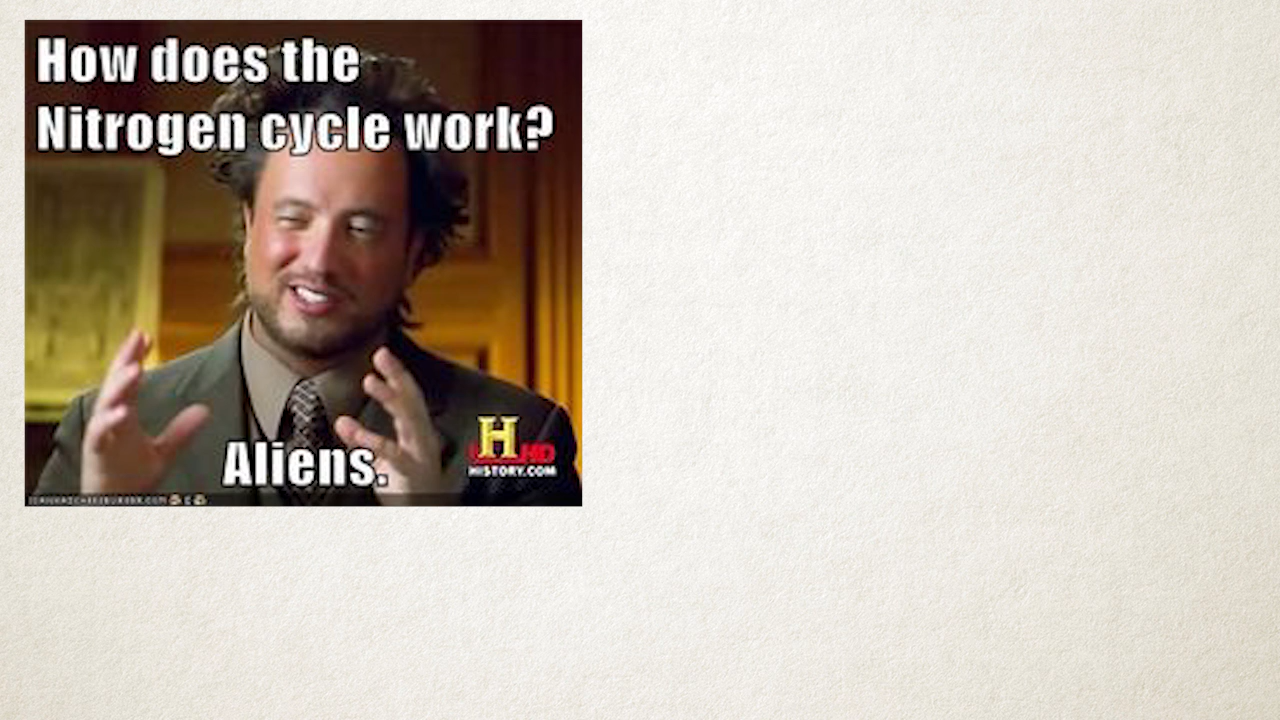 How does the
Nitrogen cycle work?
Aliens.
H HD
HISTORY.COM